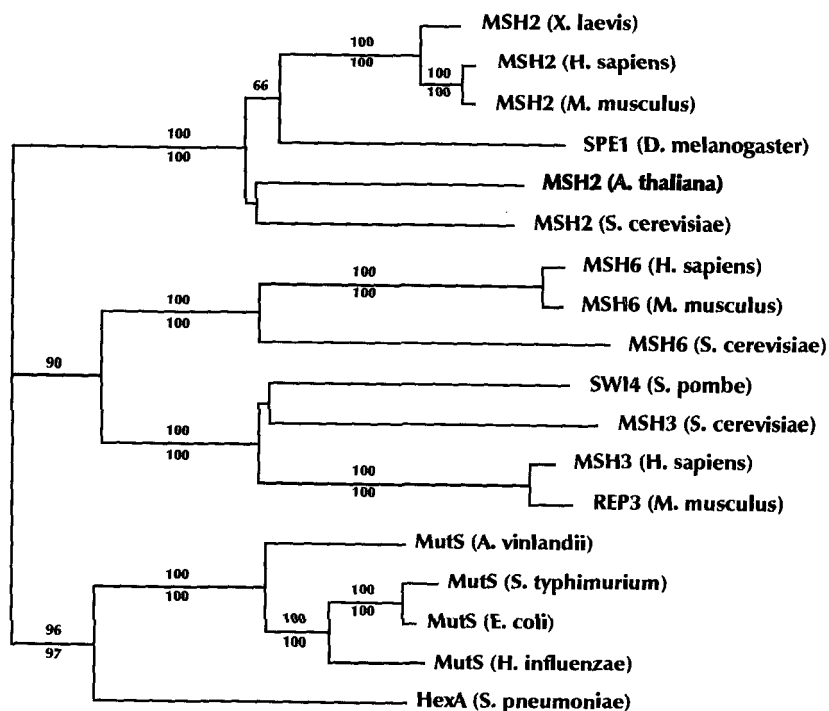 MSH2 (X. laevis)
100
100
MSH2 (H. sapiens)
100
100
66
MSH2 (M. musculus)
100
100
SPE1 (D. melanogaster)
MSH2 (A. thaliana)
MSH2 (S. cerevisiae)
MSH6 (H. sapiens)
100
100
100
100
MSH6 (M. musculus)
MSH6 (S. cerevisiae)
90
SWI4 (S. pombe)
MSH3 (S. cerevisiae)
100
100
MSH3 (H. sapiens)
100
100
REP3 (M. musculus)
MutS (A. vinlandii)
100
100
MutS (S. typhimurium)
100
100
100
100
MutS (E. coli)
96
97
MutS (H. influenzae)
HexA (S. pneumoniae)